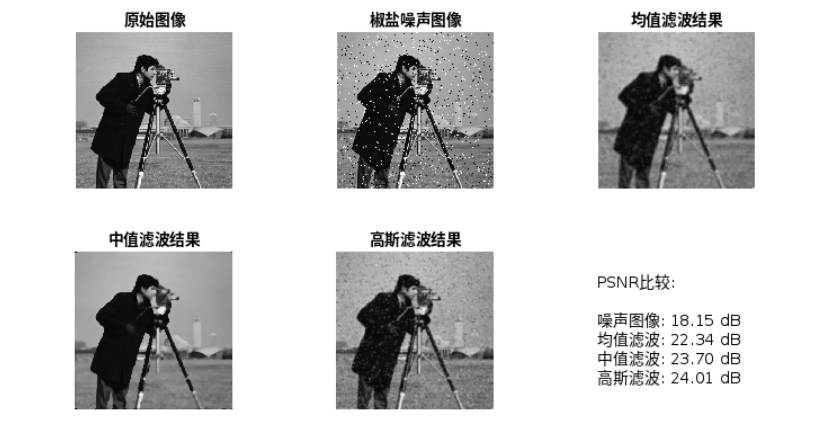 原始图像
椒盐噪声图像
均值滤波结果
中值滤波结果
高斯滤波结果
PSNR比较:
噪声图像: 18.15 dB
均值滤波: 22.34 dB
中值滤波: 23.70 dB
高斯滤波: 24.01 dB